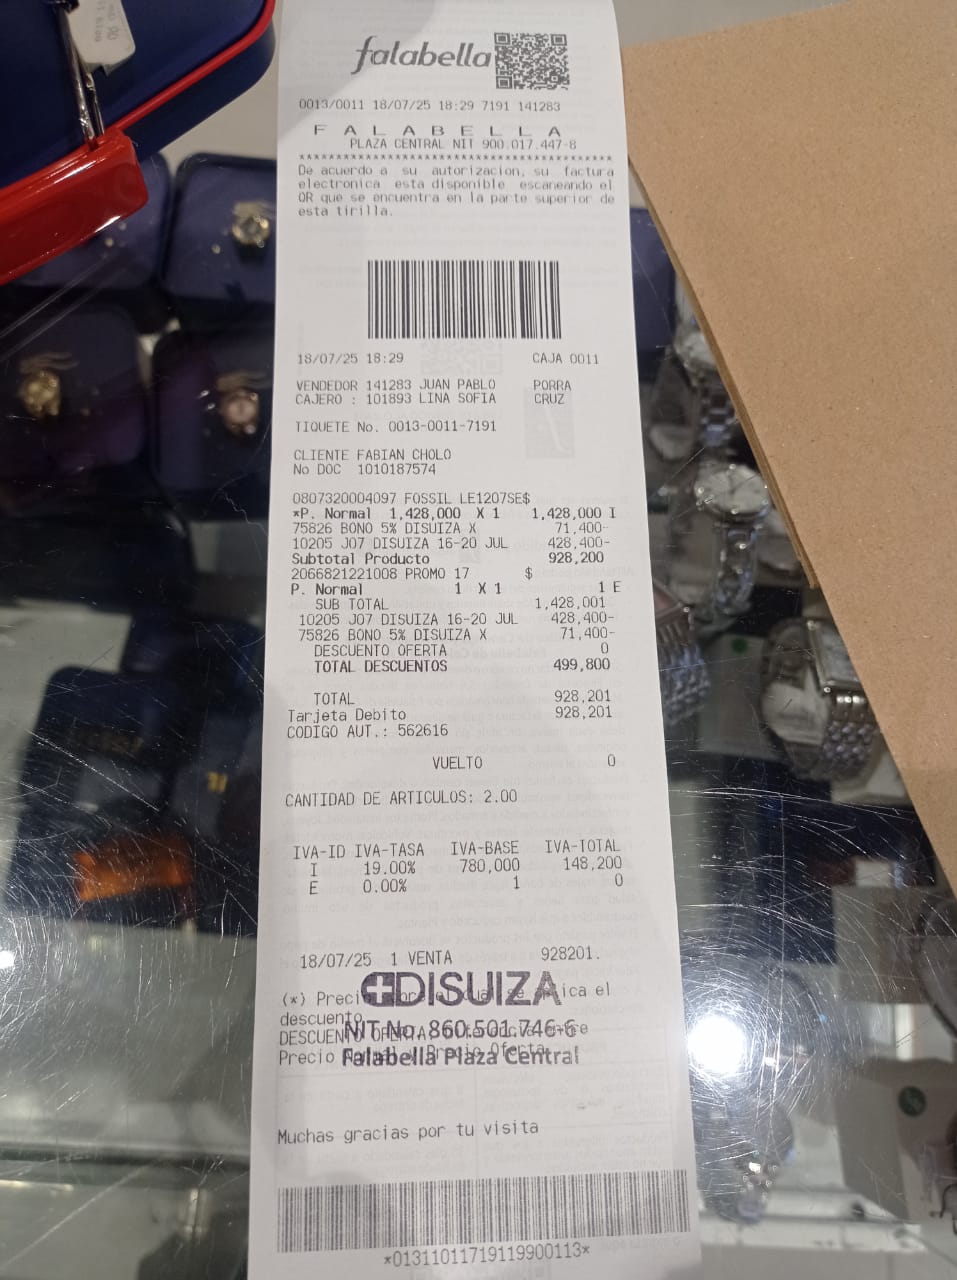 falabella
0013/0011 18/07/25 18:29 7191 141283
F A L A B E L L A
PLAZA CENTRAL NIT 900.017.447-8
******************************************
De acuerdo a su autorizacion, su factura
electronica esta disponible escaneando el
QR que se encuentra en la parte superior de
esta tirilla.
18/07/25 18:29 CAJA 0011
VENDEDOR 141283 JUAN PABLO PORRA
CAJERO : 101893 LINA SOFIA CRUZ
TIQUETE No. 0013-0011-7191
CLIENTE FABIAN CHOLO
No DOC 1010187574
0807320004097 FOSSIL LE1207SE$
*P. Normal 1,428,000 X 1 1,428,000 I
75826 BONO 5% DISUIZA X 71,400-
10205 J07 DISUIZA 16-20 JUL 428,400-
Subtotal Producto 928,200
2066821221008 PROMO 17 $
P. Normal 1 X 1 1 E
SUB TOTAL 1,428,001
10205 J07 DISUIZA 16-20 JUL 428,400-
75826 BONO 5% DISUIZA X 71,400-
DESCUENTO OFERTA 0
TOTAL DESCUENTOS 499,800
TOTAL 928,201
Tarjeta Debito 928,201
CODIGO AUT.: 562616
VUELTO 0
CANTIDAD DE ARTICULOS: 2.00
IVA-ID IVA-TASA IVA-BASE IVA-TOTAL
I 19.00% 780,000 148,200
E 0.00% 1 0
18/07/25 1 VENTA 928201.
DISUIZA
(*) Preci ica el
descuento
NIT No. 860.501.746-6
DESCUENTO OFERTA
Falabella Plaza Central
Precio Oferta
Muchas gracias por tu visita
*01311011719119900113*